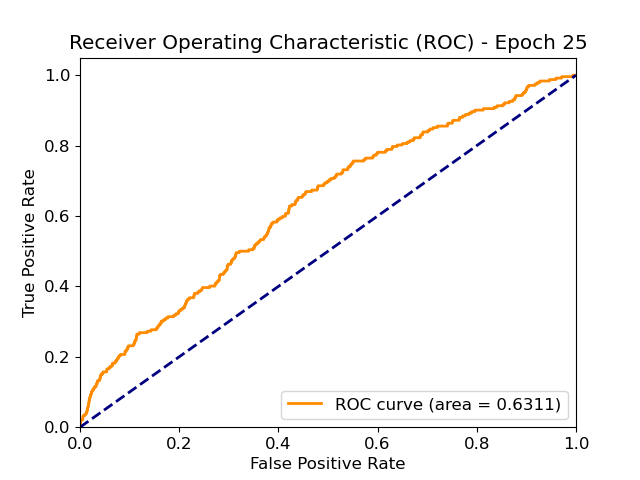 Receiver Operating Characteristic (ROC) - Epoch 25
True Positive Rate
1.0
0.8
0.6
0.4
0.2
0.0
ROC curve (area = 0.6311)
0.0 0.2 0.4 0.6 0.8 1.0
False Positive Rate